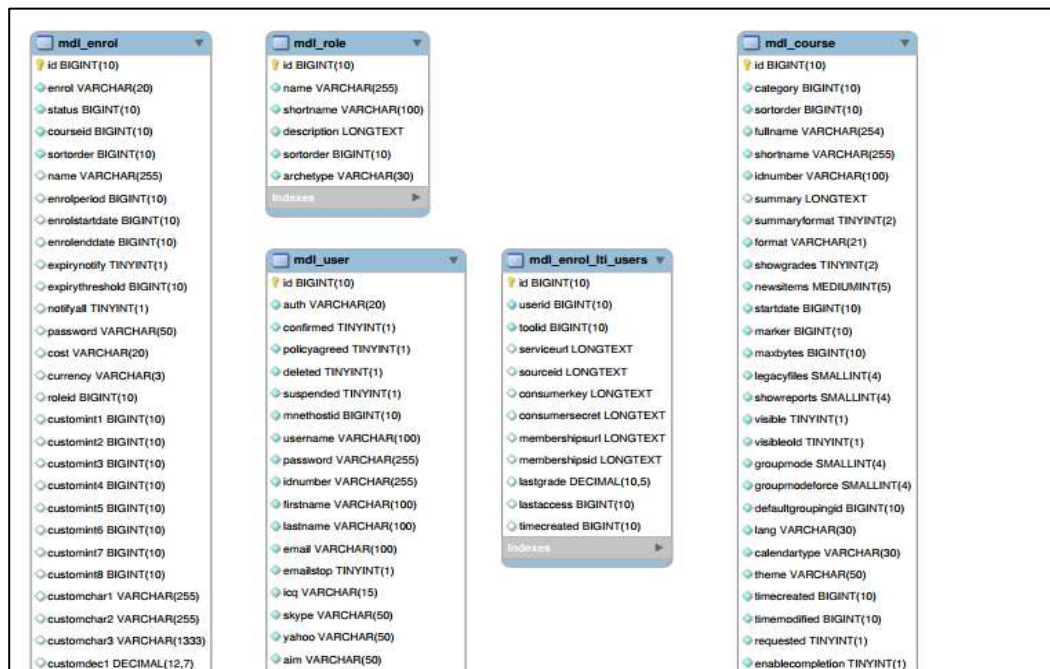 mdl_enrol
id BIGINT(10)
enrol VARCHAR(20)
status BIGINT(10)
courseid BIGINT(10)
sortorder BIGINT(10)
name VARCHAR(255)
enrolperiod BIGINT(10)
enrolstartdate BIGINT(10)
enrolenddate BIGINT(10)
expirynotify TINYINT(1)
expirythreshold BIGINT(10)
notifyall TINYINT(1)
password VARCHAR(50)
cost VARCHAR(20)
currency VARCHAR(3)
roleid BIGINT(10)
customint1 BIGINT(10)
customint2 BIGINT(10)
customint3 BIGINT(10)
customint4 BIGINT(10)
customint5 BIGINT(10)
customint6 BIGINT(10)
customint7 BIGINT(10)
customint8 BIGINT(10)
customchar1 VARCHAR(255)
customchar2 VARCHAR(255)
customchar3 VARCHAR(1333)
customdec1 DECIMAL(12,7)
mdl_role
id BIGINT(10)
name VARCHAR(255)
shortname VARCHAR(100)
description LONGTEXT
sortorder BIGINT(10)
archetype VARCHAR(30)
Indexes
mdl_user
id BIGINT(10)
auth VARCHAR(20)
confirmed TINYINT(1)
policyagreed TINYINT(1)
deleted TINYINT(1)
suspended TINYINT(1)
mnethostid BIGINT(10)
username VARCHAR(100)
password VARCHAR(255)
idnumber VARCHAR(255)
firstname VARCHAR(100)
lastname VARCHAR(100)
email VARCHAR(100)
emailstop TINYINT(1)
icq VARCHAR(15)
skype VARCHAR(50)
yahoo VARCHAR(50)
aim VARCHAR(50)
mdl_enrol_lti_users
id BIGINT(10)
userid BIGINT(10)
toolid BIGINT(10)
serviceurl LONGTEXT
sourceid LONGTEXT
consumerkey LONGTEXT
consumersecret LONGTEXT
membershipsurl LONGTEXT
membershipsid LONGTEXT
lastgrade DECIMAL(10,5)
lastaccess BIGINT(10)
timecreated BIGINT(10)
Indexes
mdl_course
id BIGINT(10)
category BIGINT(10)
sortorder BIGINT(10)
fullname VARCHAR(254)
shortname VARCHAR(255)
idnumber VARCHAR(100)
summary LONGTEXT
summaryformat TINYINT(2)
format VARCHAR(21)
showgrades TINYINT(2)
newsitems MEDIUMINT(5)
startdate BIGINT(10)
marker BIGINT(10)
maxbytes BIGINT(10)
legacyfiles SMALLINT(4)
showreports SMALLINT(4)
visible TINYINT(1)
visibleold TINYINT(1)
groupmode SMALLINT(4)
groupmodeforce SMALLINT(4)
defaultgroupingid BIGINT(10)
lang VARCHAR(30)
calendartype VARCHAR(30)
theme VARCHAR(50)
timecreated BIGINT(10)
timemodified BIGINT(10)
requested TINYINT(1)
enablecompletion TINYINT(1)